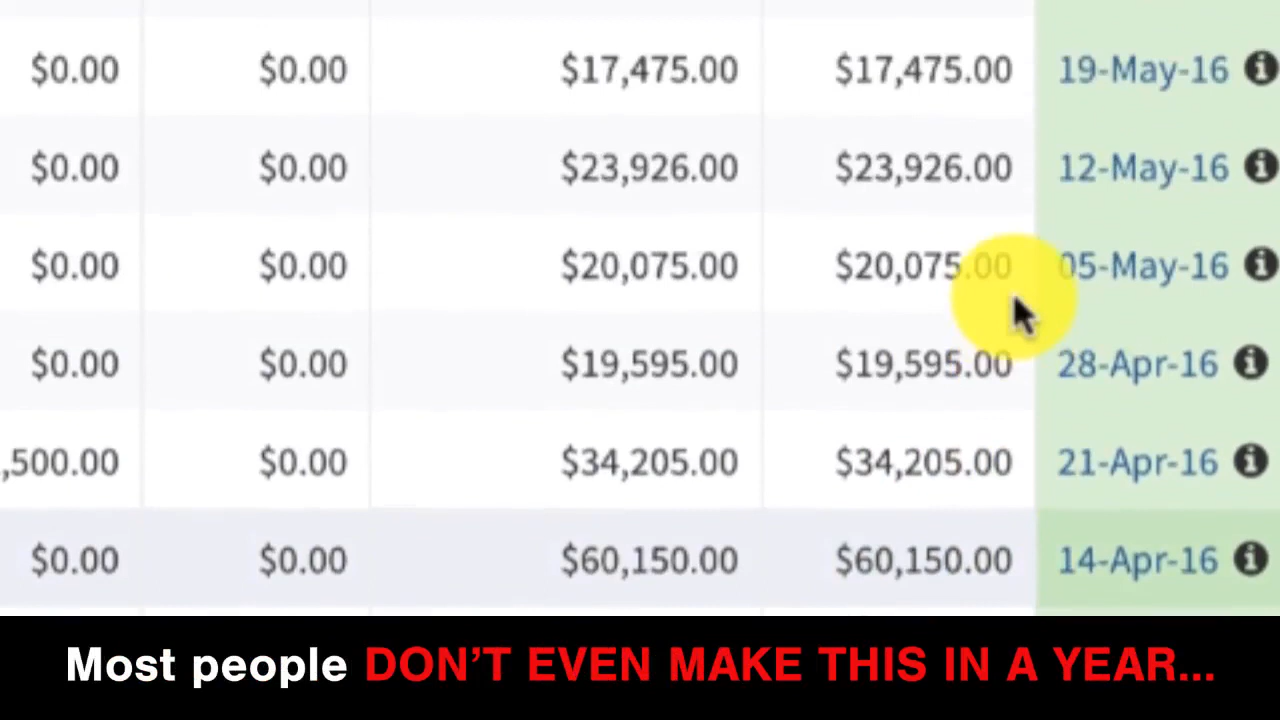 $0.00 $0.00 $17,475.00 $17,475.00 19-May-16
$0.00 $0.00 $23,926.00 $23,926.00 12-May-16
$0.00 $0.00 $20,075.00 $20,075.00 05-May-16
$0.00 $0.00 $19,595.00 $19,595.00 28-Apr-16
,500.00 $0.00 $34,205.00 $34,205.00 21-Apr-16
$0.00 $0.00 $60,150.00 $60,150.00 14-Apr-16
Most people DON’T EVEN MAKE THIS IN A YEAR...